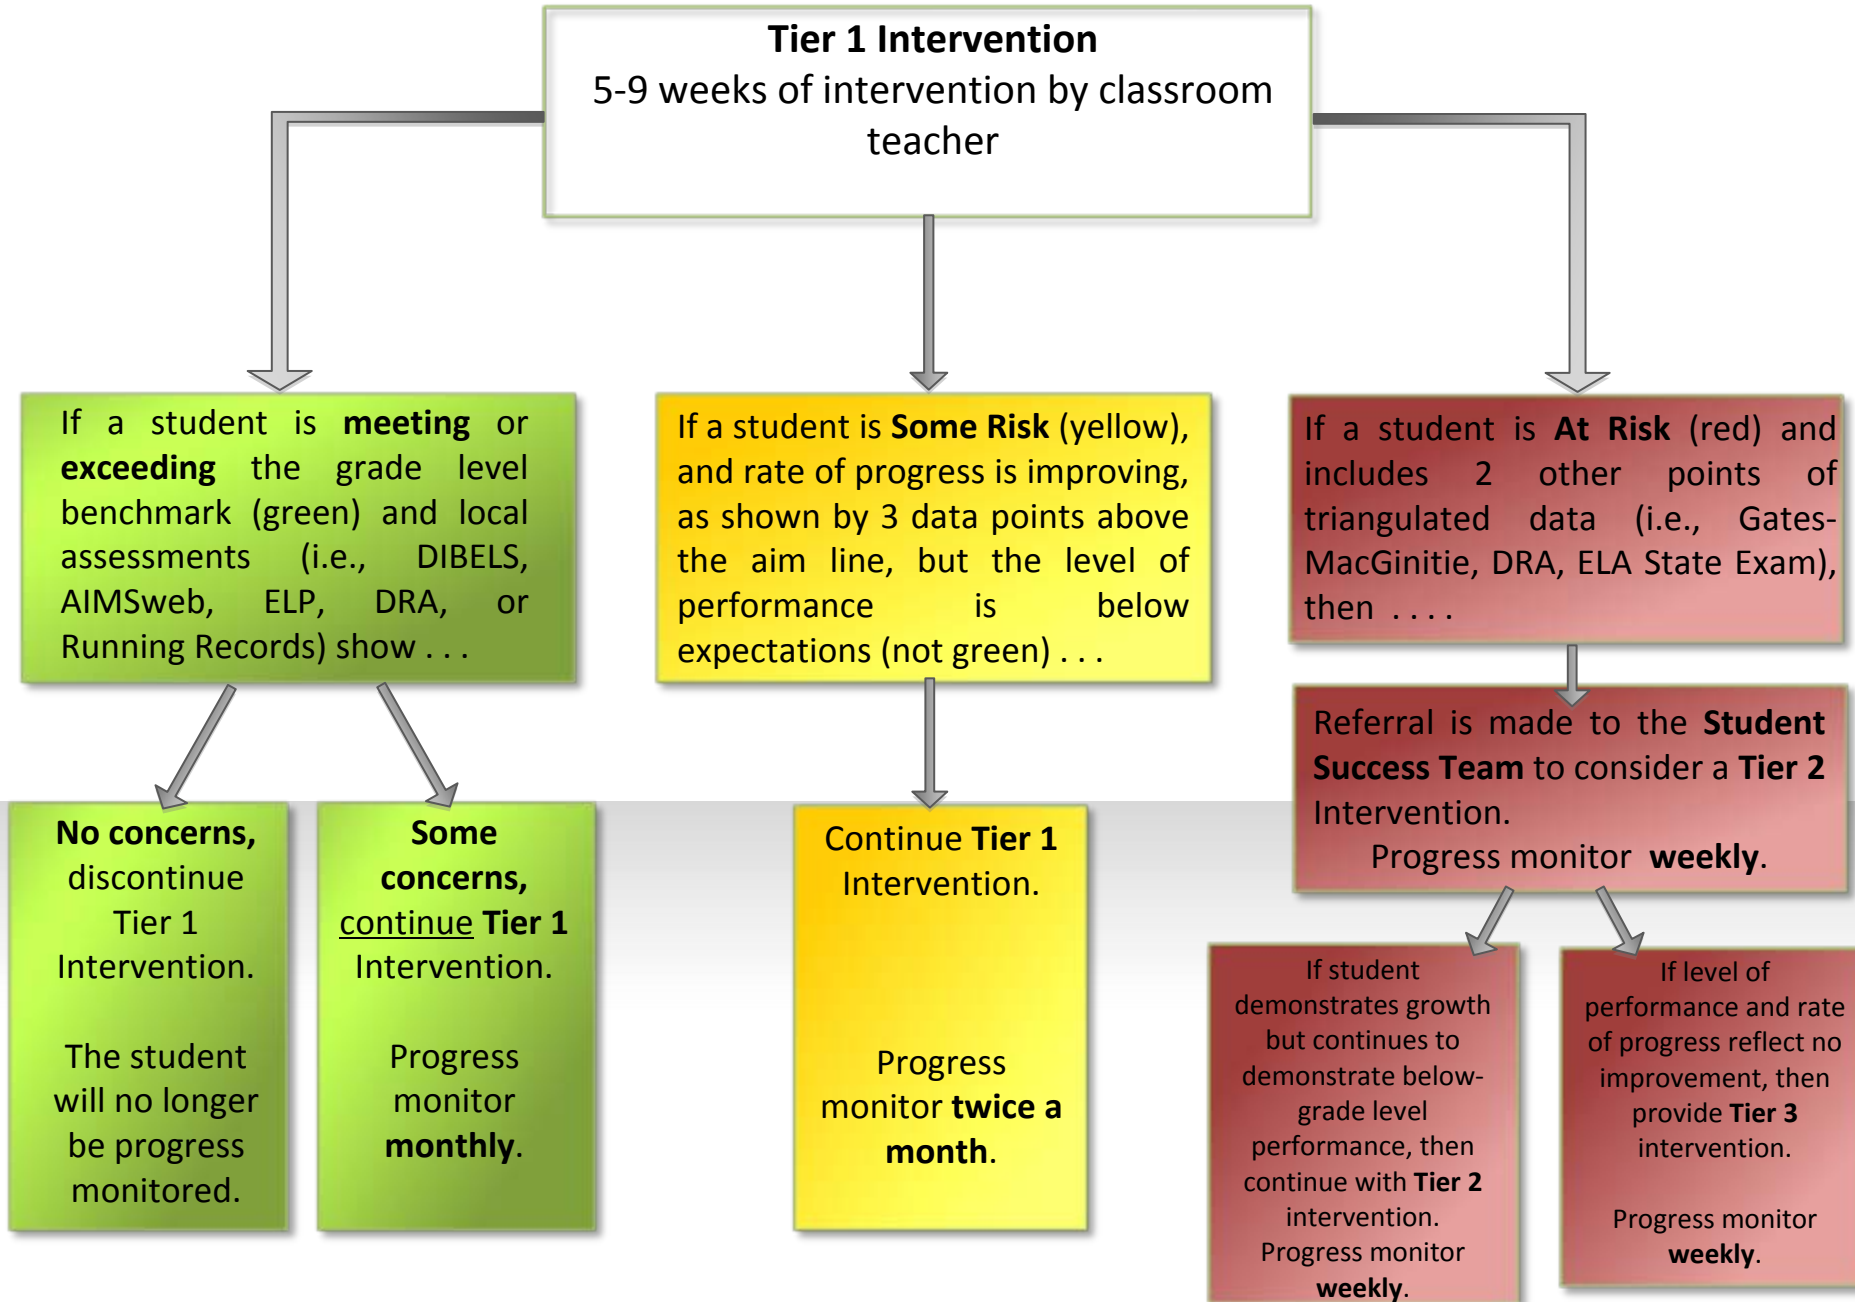 Tier 1 Intervention
5-9 weeks of intervention by classroom
teacher
If a student is meeting or
exceeding the grade level
benchmark (green) and local
assessments (i.e., DIBELS,
AIMSweb, ELP, DRA, or
Running Records) show . . .
If a student is Some Risk (yellow),
and rate of progress is improving,
as shown by 3 data points above
the aim line, but the level of
performance is below
expectations (not green) . . .
If a student is At Risk (red) and
includes 2 other points of
triangulated data (i.e., Gates-
MacGinitie, DRA, ELA State Exam),
then . . . .
Referral is made to the Student
Success Team to consider a Tier 2
Intervention.
Progress monitor weekly.
No concerns,
discontinue
Tier 1
Intervention.
The student
will no longer
be progress
monitored.
Some
concerns,
continue Tier 1
Intervention.
Progress
monitor
monthly.
Continue Tier 1
Intervention.
Progress
monitor twice a
month.
If student
demonstrates growth
but continues to
demonstrate below-
grade level
performance, then
continue with Tier 2
intervention.
Progress monitor
weekly.
If level of
performance and rate
of progress reflect no
improvement, then
provide Tier 3
intervention.
Progress monitor
weekly.